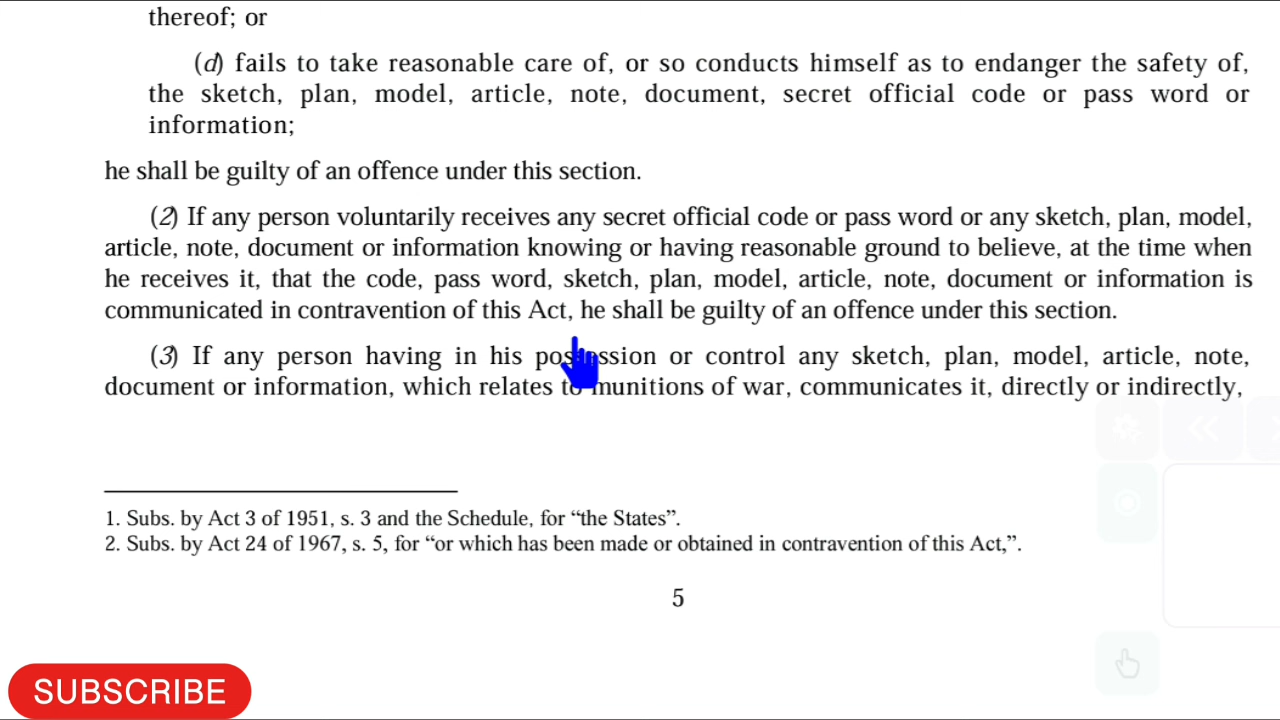 thereof; or
(d) fails to take reasonable care of, or so conducts himself as to endanger the safety of,
the sketch, plan, model, article, note, document, secret official code or pass word or
information;
he shall be guilty of an offence under this section.
(2) If any person voluntarily receives any secret official code or pass word or any sketch, plan, model,
article, note, document or information knowing or having reasonable ground to believe, at the time when
he receives it, that the code, pass word, sketch, plan, model, article, note, document or information is
communicated in contravention of this Act, he shall be guilty of an offence under this section.
(3) If any person having in his possession or control any sketch, plan, model, article, note,
document or information, which relates to munitions of war, communicates it, directly or indirectly,
1. Subs. by Act 3 of 1951, s. 3 and the Schedule, for “the States”.
2. Subs. by Act 24 of 1967, s. 5, for “or which has been made or obtained in contravention of this Act,”.
5
SUBSCRIBE